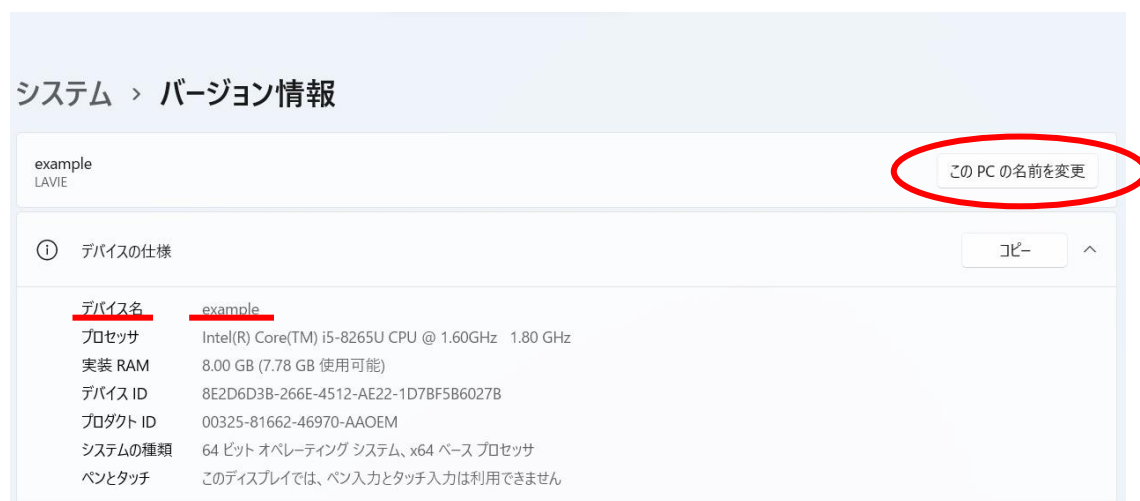 システム › バージョン情報
example
LAVIE
この PC の名前を変更
デバイスの仕様
コピー
デバイス名 example
プロセッサ Intel(R) Core(TM) i5-8265U CPU @ 1.60GHz 1.80 GHz
実装 RAM 8.00 GB (7.78 GB 使用可能)
デバイス ID 8E2D6D3B-266E-4512-AE22-1D7BF5B6027B
プロダクト ID 00325-81662-46970-AAOEM
システムの種類 64 ビット オペレーティング システム、x64 ベース プロセッサ
ペンとタッチ このディスプレイでは、ペン入力とタッチ入力は利用できません